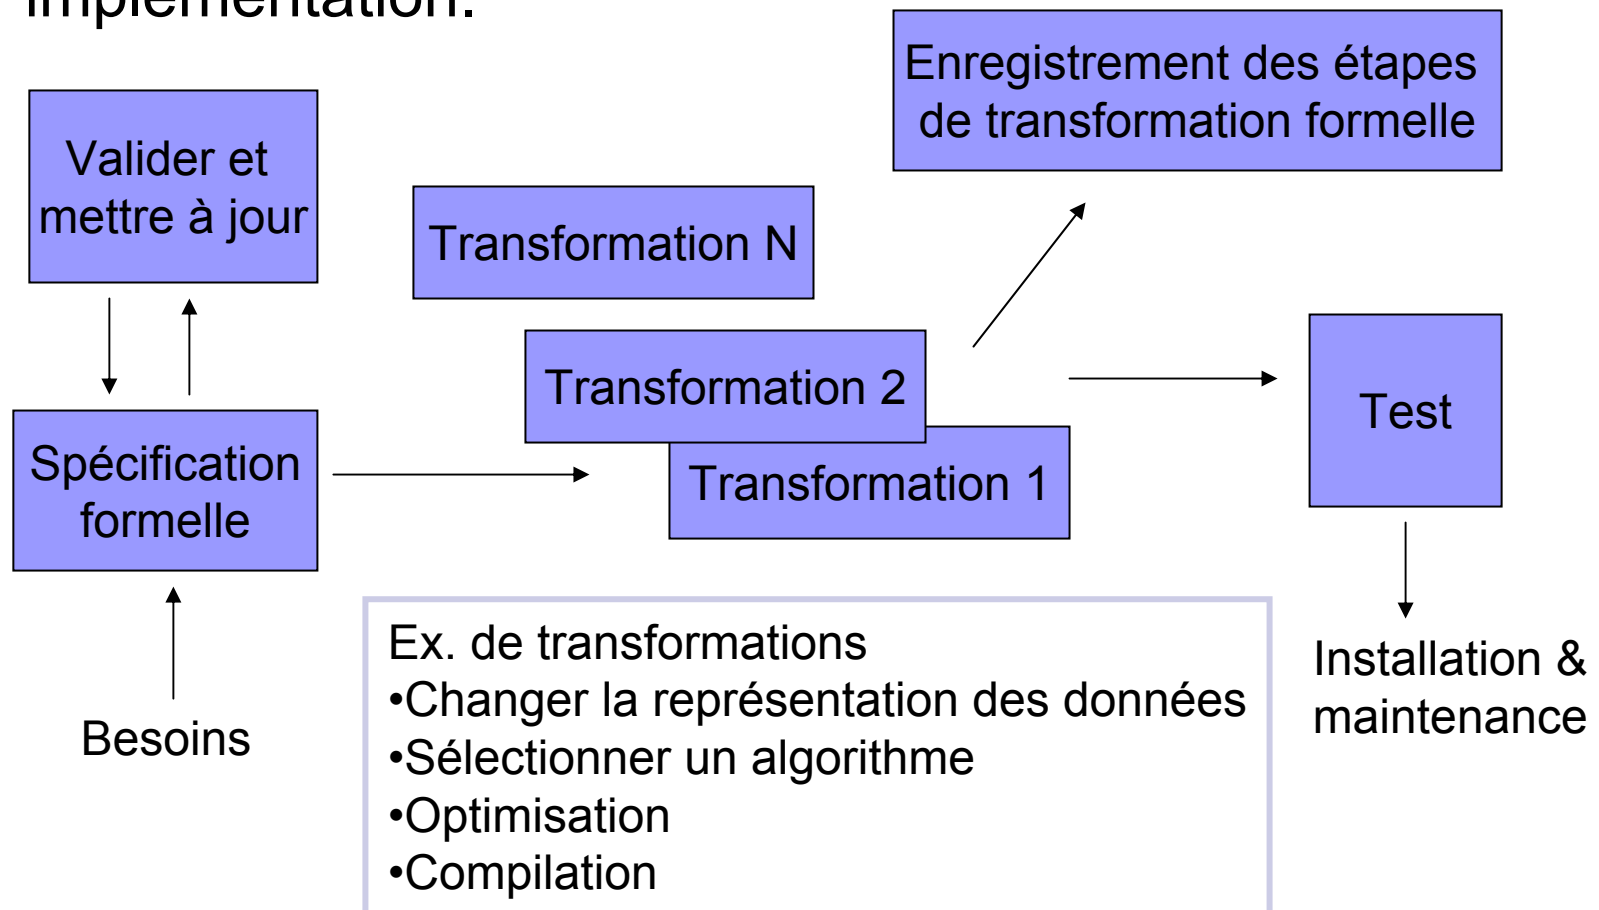 implémentation.
Enregistrement des étapes
de transformation formelle
Valider et
mettre à jour
Transformation N
Transformation 2
Transformation 1
Test
Spécification
formelle
Besoins
Ex. de transformations
•Changer la représentation des données
•Sélectionner un algorithme
•Optimisation
•Compilation
Installation &
maintenance